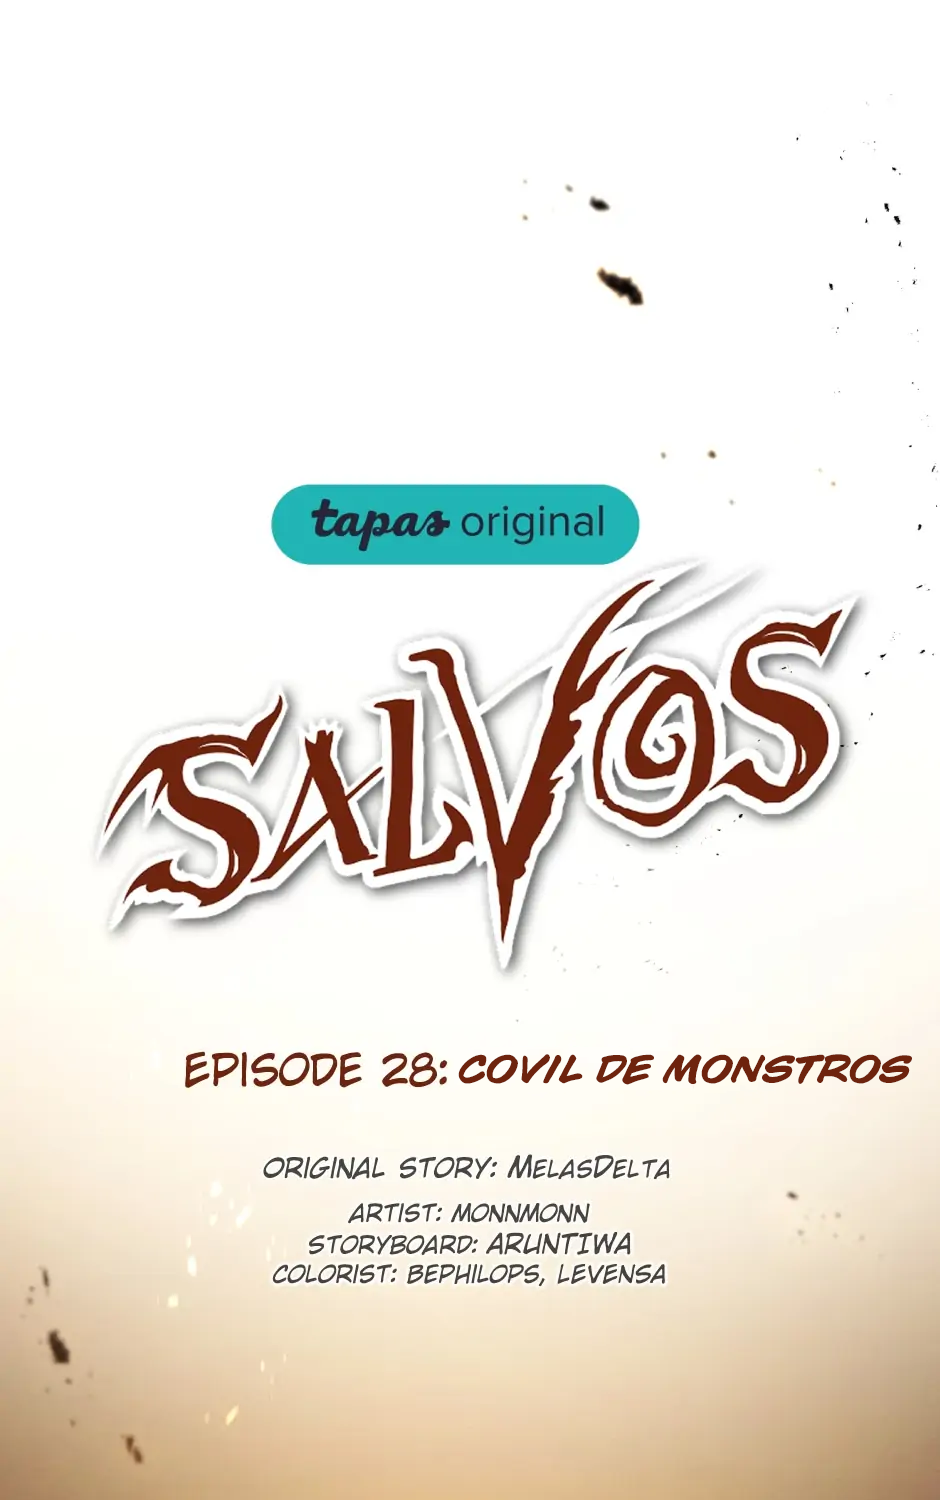 tapas original
SALVOS
EPISODE 28: COVIL DE MONSTROS
ORIGINAL STORY: MELASDELTA
ARTIST: MONNMONN
STORYBOARD: ARUNTIWA
COLORIST: BEPHILOPS, LEVENSA